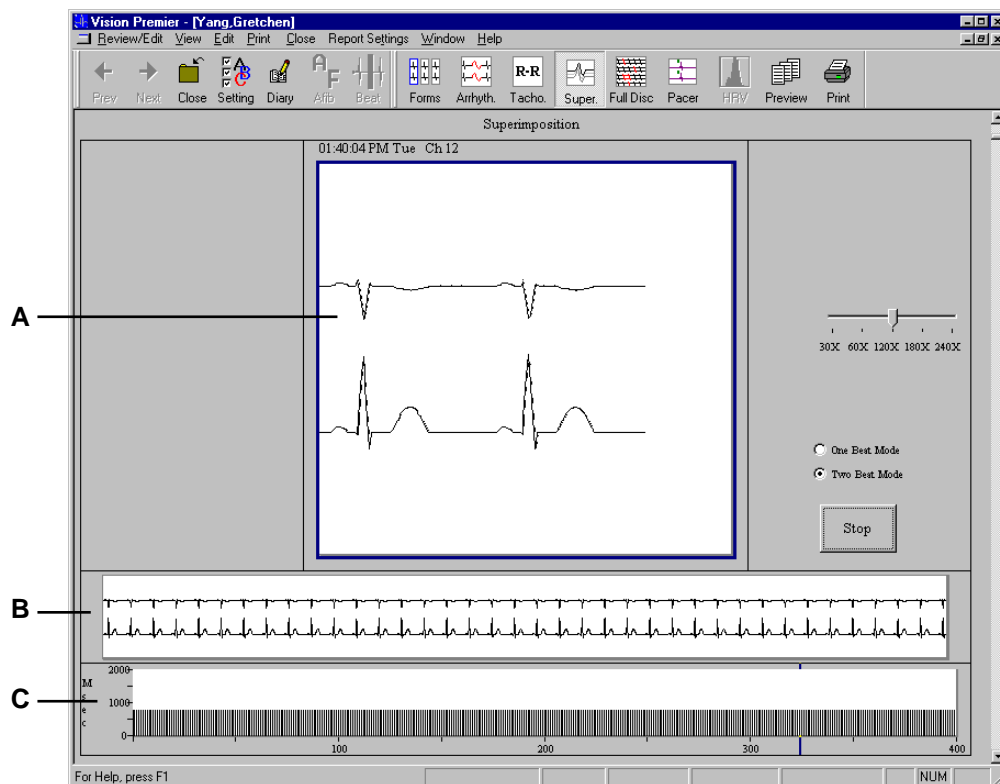 Vision Premier - [Yang,Gretchen]
Review/Edit View Edit Print Close Report Settings Window Help
Prev Next Close Setting Diary Afib Beat Forms Arrhyth. Tacho. Super. Full Disc Pacer HRV Preview Print
A B C A F R-R
Superimposition
01:40:04 PM Tue Ch 12
A
30X 60X 120X 180X 240X
One Beat Mode
Two Beat Mode
Stop
B
C
M s e c
2000
1000
0
100 200 300 400
For Help, press F1 NUM